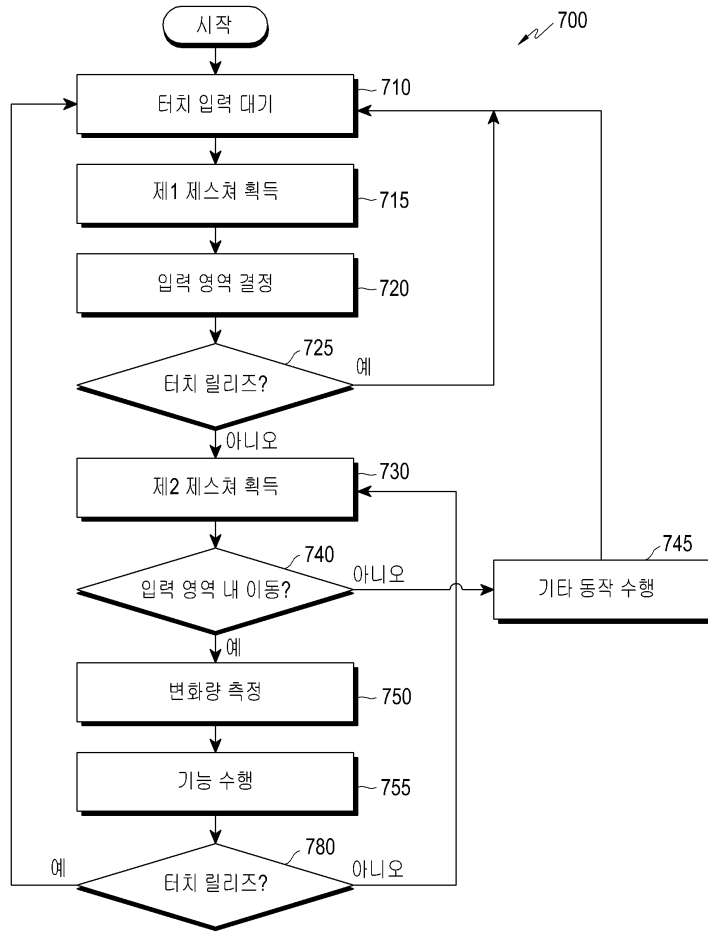 시작
700
터치 입력 대기
710
제1 제스쳐 획득
715
입력 영역 결정
720
725
터치 릴리즈?
예
아니오
제2 제스쳐 획득
730
740
입력 영역 내 이동?
아니오
745
기타 동작 수행
예
변화량 측정
750
기능 수행
755
780
예
터치 릴리즈?
아니오